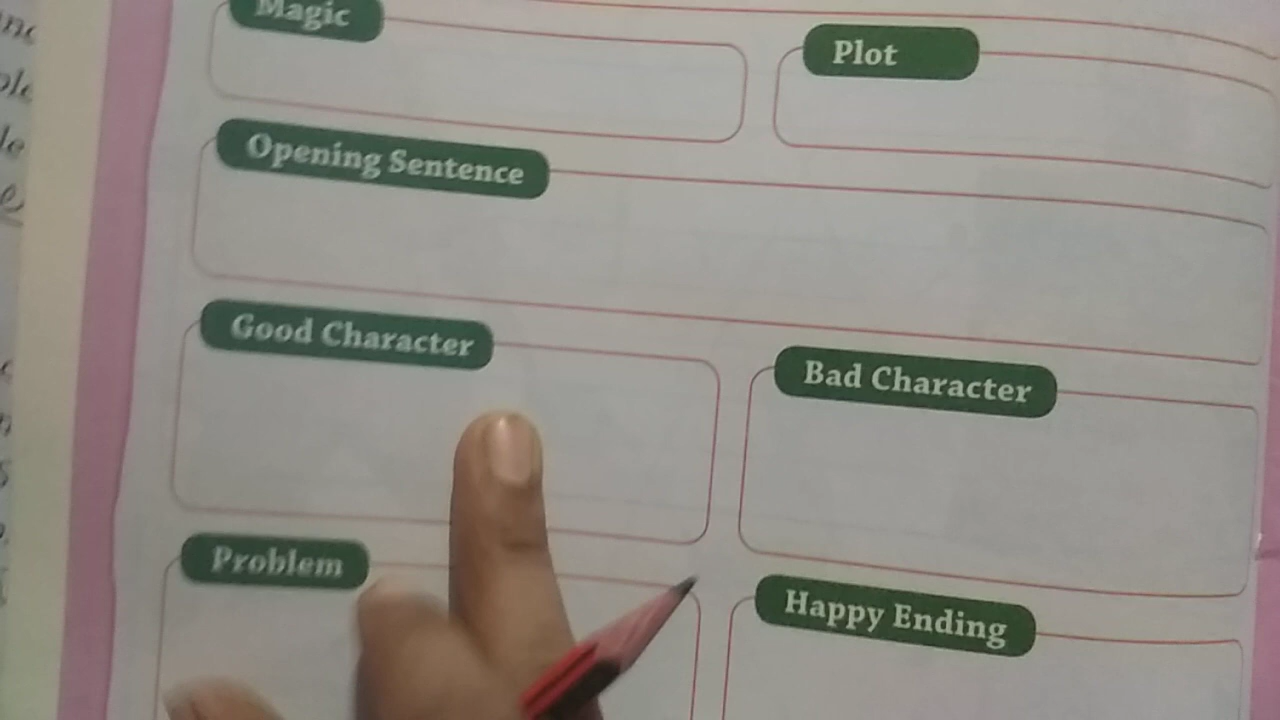 Magic
Plot
Opening Sentence
Good Character
Bad Character
Problem
Happy Ending